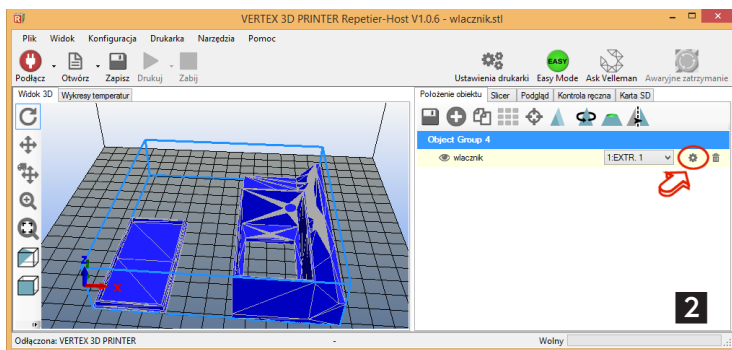 VERTEX 3D PRINTER Repetier-Host V1.0.6 - wlacznik.stl
Plik Widok Konfiguracja Drukarka Narzędzia Pomoc
Podłącz Otwórz Zapisz Drukuj Zabij
EASY
Ustawienia drukarki Easy Mode Ask Velleman Awaryjne zatrzymanie
Widok 3D Wykresy temperatur
Położenie obiektu Slicer Podgląd Kontrola ręczna Karta SD
Object Group 4
wlacznik 1:EXTR. 1
Z
X
2
Odłączona: VERTEX 3D PRINTER - Wolny